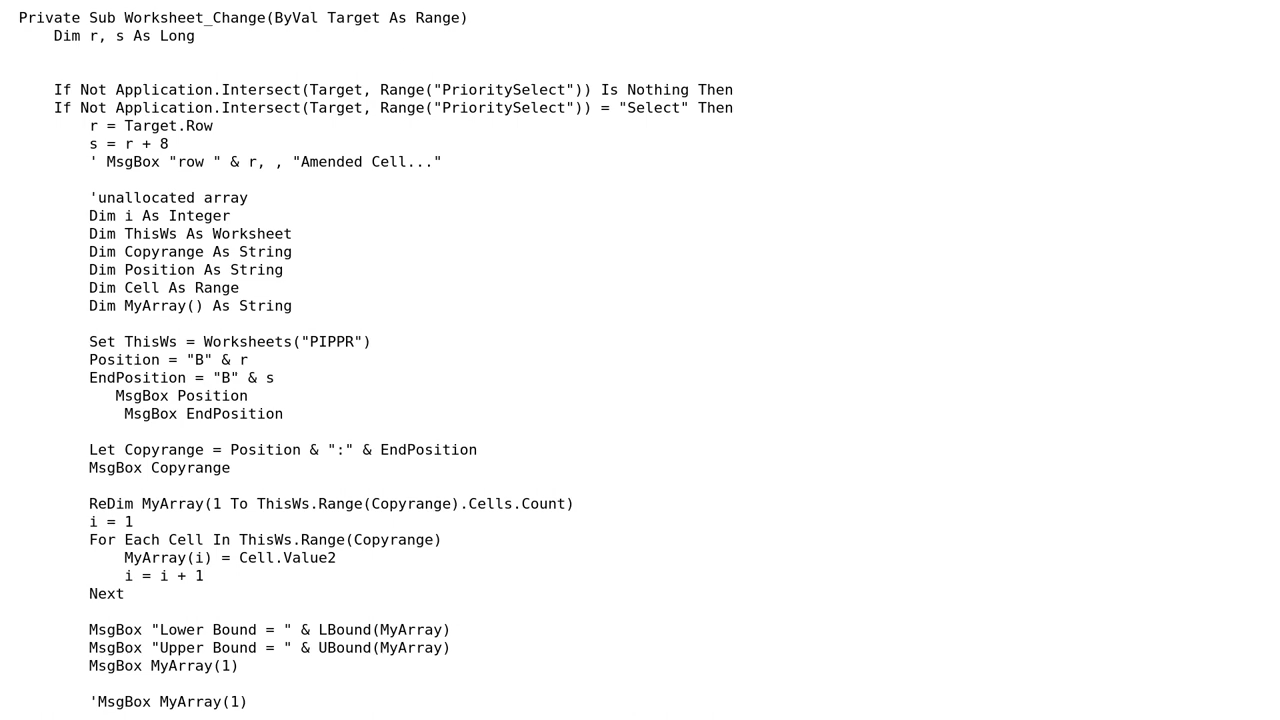 Private Sub Worksheet_Change(ByVal Target As Range)
    Dim r, s As Long


    If Not Application.Intersect(Target, Range("PrioritySelect")) Is Nothing Then
    If Not Application.Intersect(Target, Range("PrioritySelect")) = "Select" Then
        r = Target.Row
        s = r + 8
        ' MsgBox "row " & r, , "Amended Cell..."

        'unallocated array
        Dim i As Integer
        Dim ThisWs As Worksheet
        Dim Copyrange As String
        Dim Position As String
        Dim Cell As Range
        Dim MyArray() As String

        Set ThisWs = Worksheets("PIPPR")
        Position = "B" & r
        EndPosition = "B" & s
           MsgBox Position
            MsgBox EndPosition

        Let Copyrange = Position & ":" & EndPosition
        MsgBox Copyrange

        ReDim MyArray(1 To ThisWs.Range(Copyrange).Cells.Count)
        i = 1
        For Each Cell In ThisWs.Range(Copyrange)
            MyArray(i) = Cell.Value2
            i = i + 1
        Next

        MsgBox "Lower Bound = " & LBound(MyArray)
        MsgBox "Upper Bound = " & UBound(MyArray)
        MsgBox MyArray(1)

        'MsgBox MyArray(1)